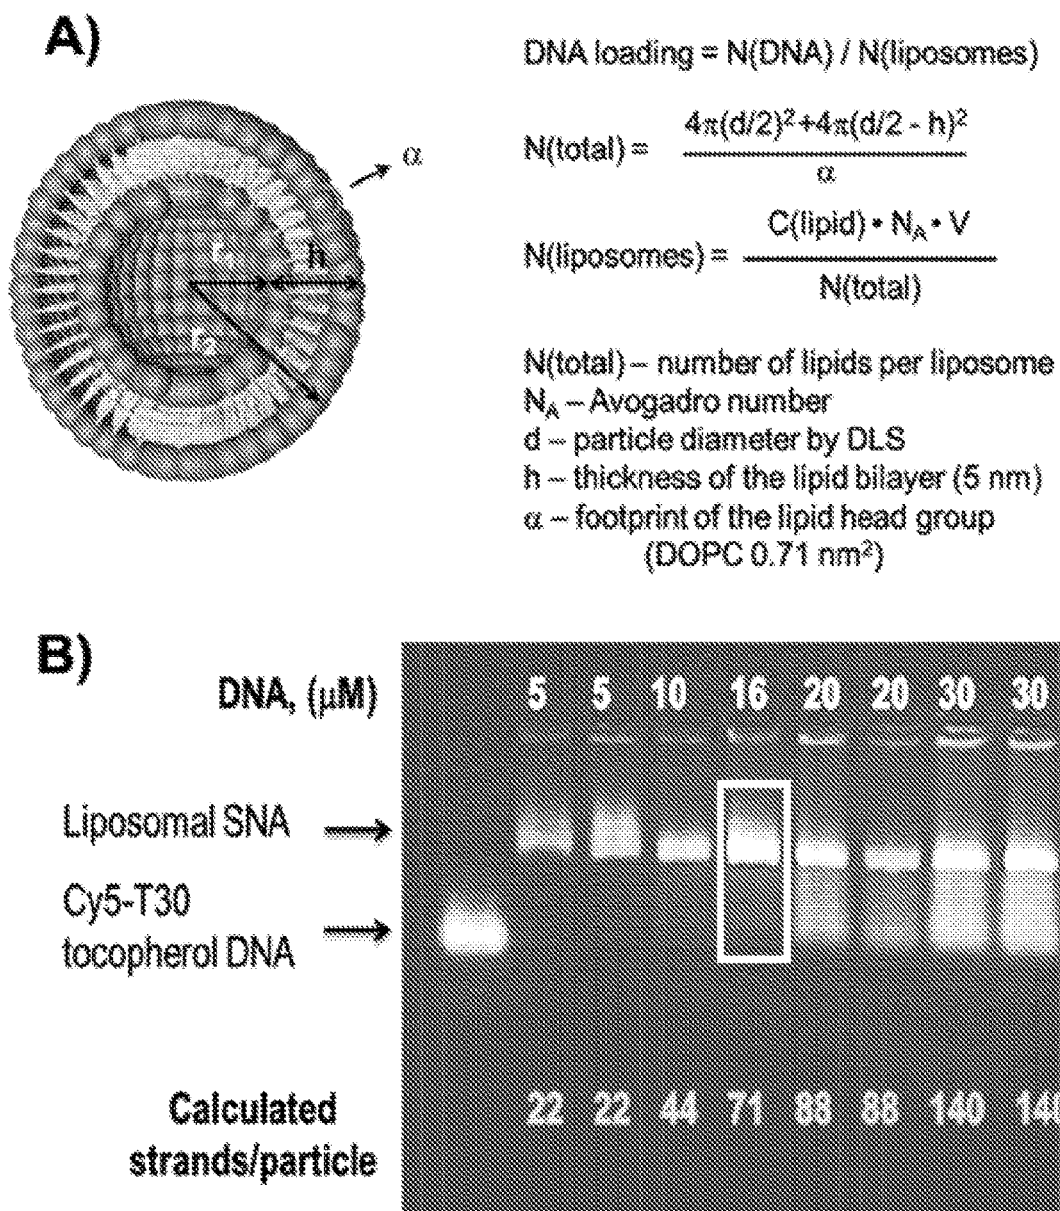 A)
α
r₁
h
r₂
DNA loading = N(DNA) / N(liposomes)
N(total) = 4π(d/2)²+4π(d/2 - h)²
α
N(liposomes) = C(lipid) • N_A • V
N(total)
N(total) – number of lipids per liposome
N_A – Avogadro number
d – particle diameter by DLS
h – thickness of the lipid bilayer (5 nm)
α – footprint of the lipid head group
(DOPC 0.71 nm²)
B)
DNA, (μM) 5 5 10 16 20 20 30 30
Liposomal SNA
Cy5-T30
tocopherol DNA
Calculated
strands/particle 22 22 44 71 88 88 140